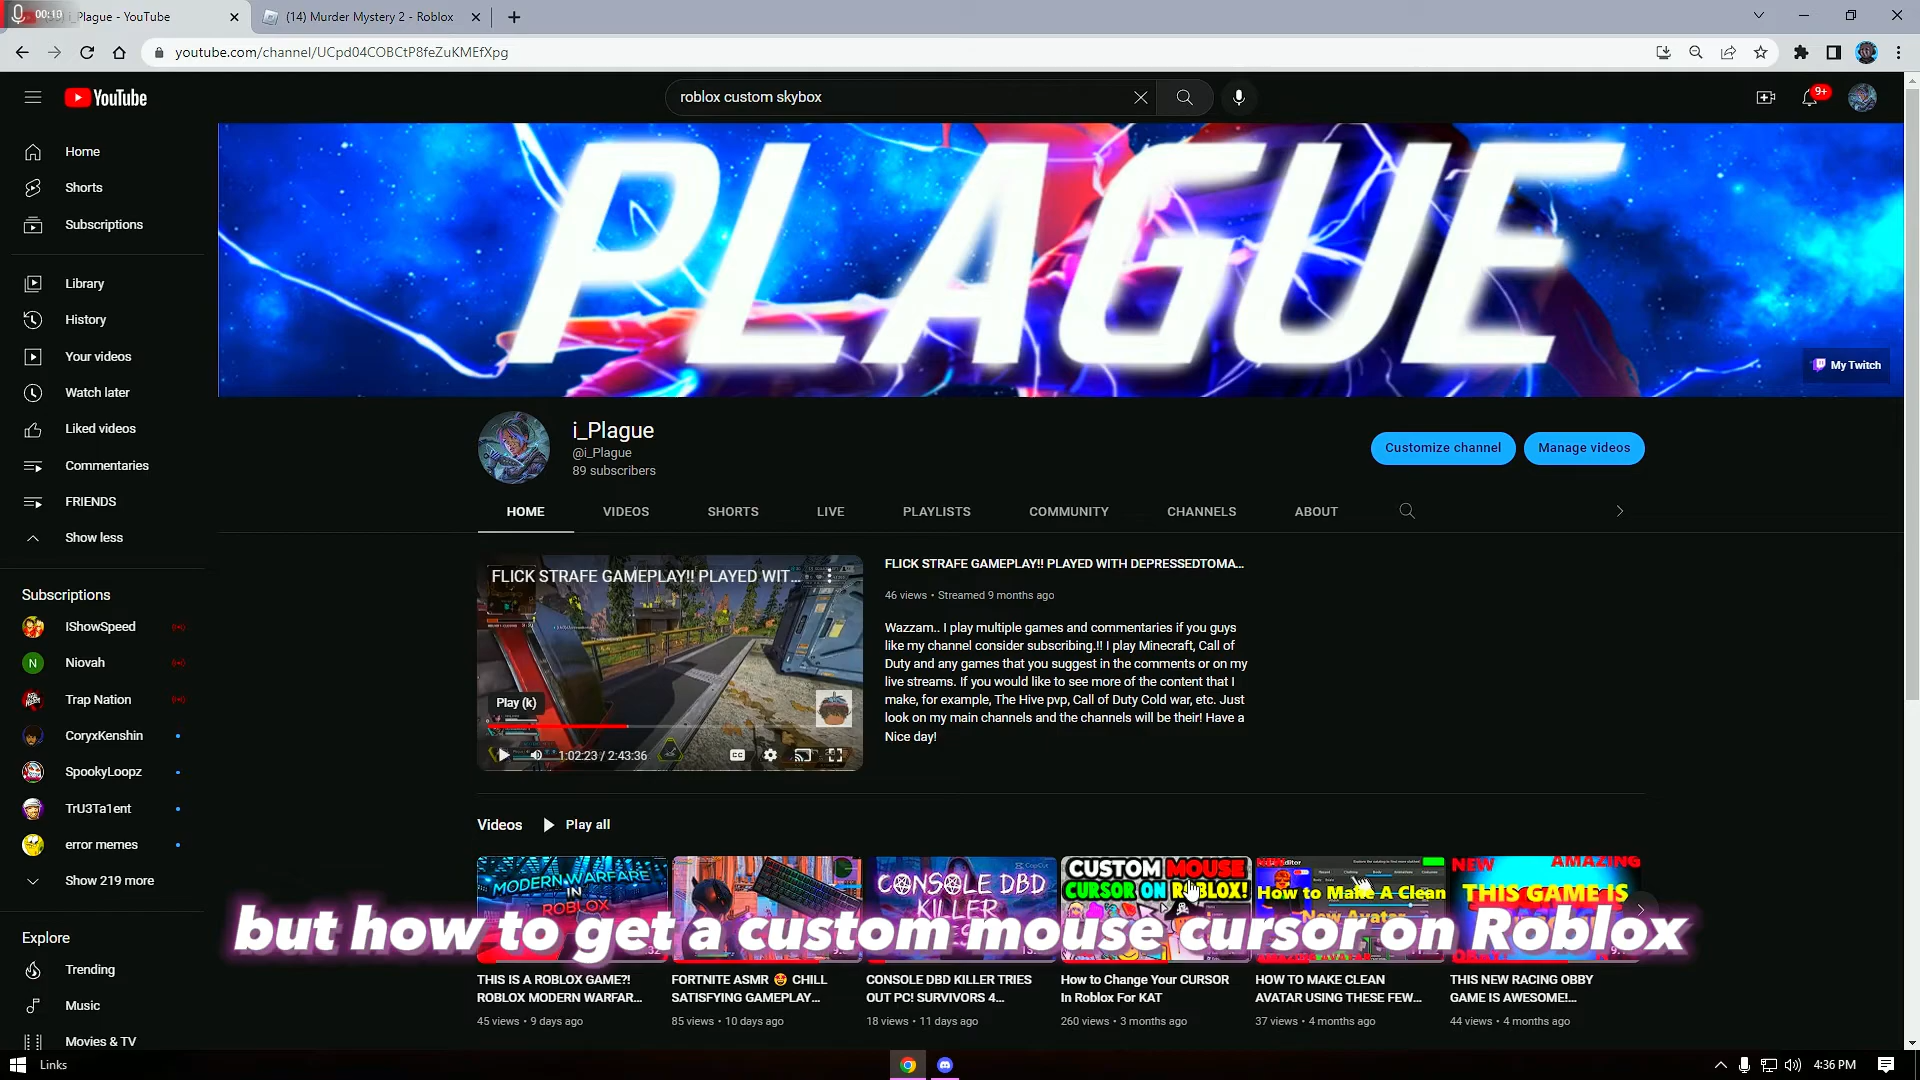 00:10
i_Plague - YouTube
(14) Murder Mystery 2 - Roblox
youtube.com/channel/UCpd04COBCtP8feZuKMEfXpg
YouTube
roblox custom skybox
9+
Home
Shorts
Subscriptions
Library
History
Your videos
Watch later
Liked videos
Commentaries
FRIENDS
Show less
Subscriptions
IShowSpeed
N
Niovah
Trap Nation
CoryxKenshin
SpookyLoopz
TrU3Ta1ent
error memes
Show 219 more
Explore
Trending
Music
Movies & TV
PLAGUE
My Twitch
i_Plague
@i_Plague
89 subscribers
Customize channel
Manage videos
HOME VIDEOS SHORTS LIVE PLAYLISTS COMMUNITY CHANNELS ABOUT
FLICK STRAFE GAMEPLAY!! PLAYED WIT...
Play (k)
1:02:23 / 2:43:36
CC
FLICK STRAFE GAMEPLAY!! PLAYED WITH DEPRESSEDTOMA...
46 views • Streamed 9 months ago
Wazzam.. I play multiple games and commentaries if you guys
like my channel consider subscribing.!! I play Minecraft, Call of
Duty and any games that you suggest in the comments or on my
live streams. If you would like to see more of the content that I
make, for example, The Hive pvp, Call of Duty Cold war, etc. Just
look on my main channels and the channels will be their! Have a
Nice day!
Videos
Play all
MODERN WARFARE
IN
ROBLOX
CapCut
CONSOLE DBD
KILLER
CUSTOM MOUSE
CURSOR ON ROBLOX!
How to Make A Clean
New Avatar
NEW AMAZING
THIS GAME IS
but how to get a custom mouse cursor on Roblox
THIS IS A ROBLOX GAME?!
ROBLOX MODERN WARFAR...
45 views • 9 days ago
FORTNITE ASMR 🤩 CHILL
SATISFYING GAMEPLAY...
85 views • 10 days ago
CONSOLE DBD KILLER TRIES
OUT PC! SURVIVORS 4...
18 views • 11 days ago
How to Change Your CURSOR
In Roblox For KAT
260 views • 3 months ago
HOW TO MAKE CLEAN
AVATAR USING THESE FEW...
37 views • 4 months ago
THIS NEW RACING OBBY
GAME IS AWESOME!...
44 views • 4 months ago
Links
4:36 PM